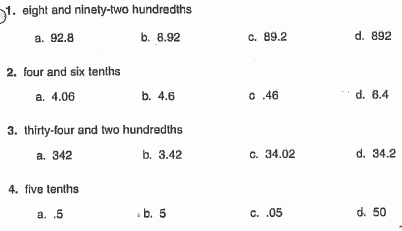 1. eight and ninety-two hundredths
a. 92.8 b. 8.92 c. 89.2 d. 892
2. four and six tenths
a. 4.06 b. 4.6 c .46 d. 6.4
3. thirty-four and two hundredths
a. 342 b. 3.42 c. 34.02 d. 34.2
4. five tenths
a. .5 b. 5 c. .05 d. 50